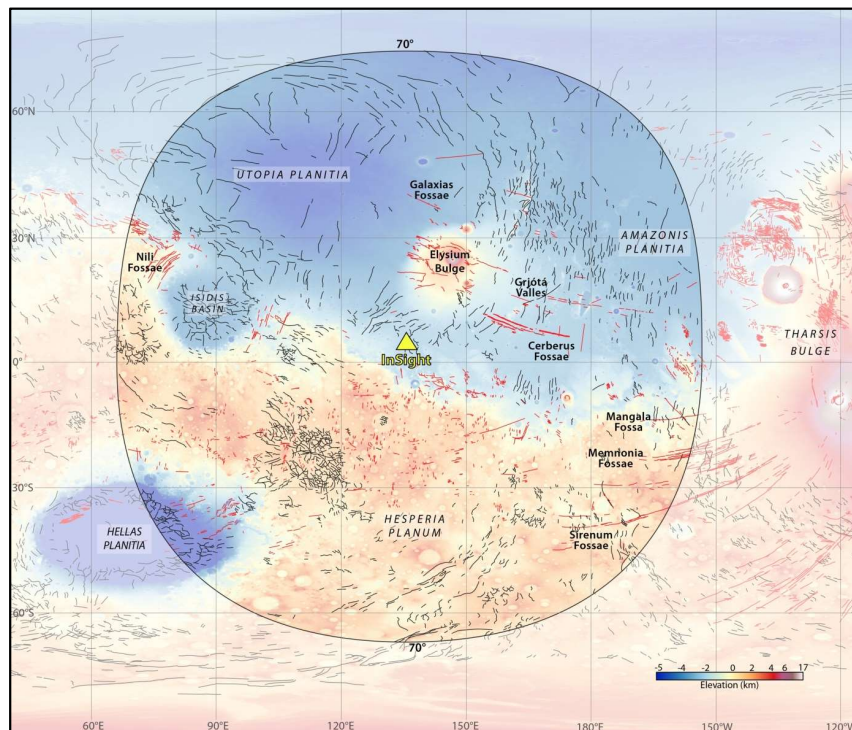 70°
60°N
UTOPIA PLANITIA
Galaxias
Fossae
AMAZONIS
PLANITIA
30°N
Nili
Fossae
Elysium
Bulge
ISIDIS
BASIN
Grjótá
Valles
THARSIS
BULGE
Cerberus
Fossae
InSight
0°
Mangala
Fossa
Memnonia
Fossae
30°S
HESPERIA
PLANUM
HELLAS
PLANITIA
Sirenum
Fossae
60°S
70°
-5 -4 -2 0 2 4 6 17
Elevation (km)
60°E 90°E 120°E 150°E 180°E 150°W 120°W